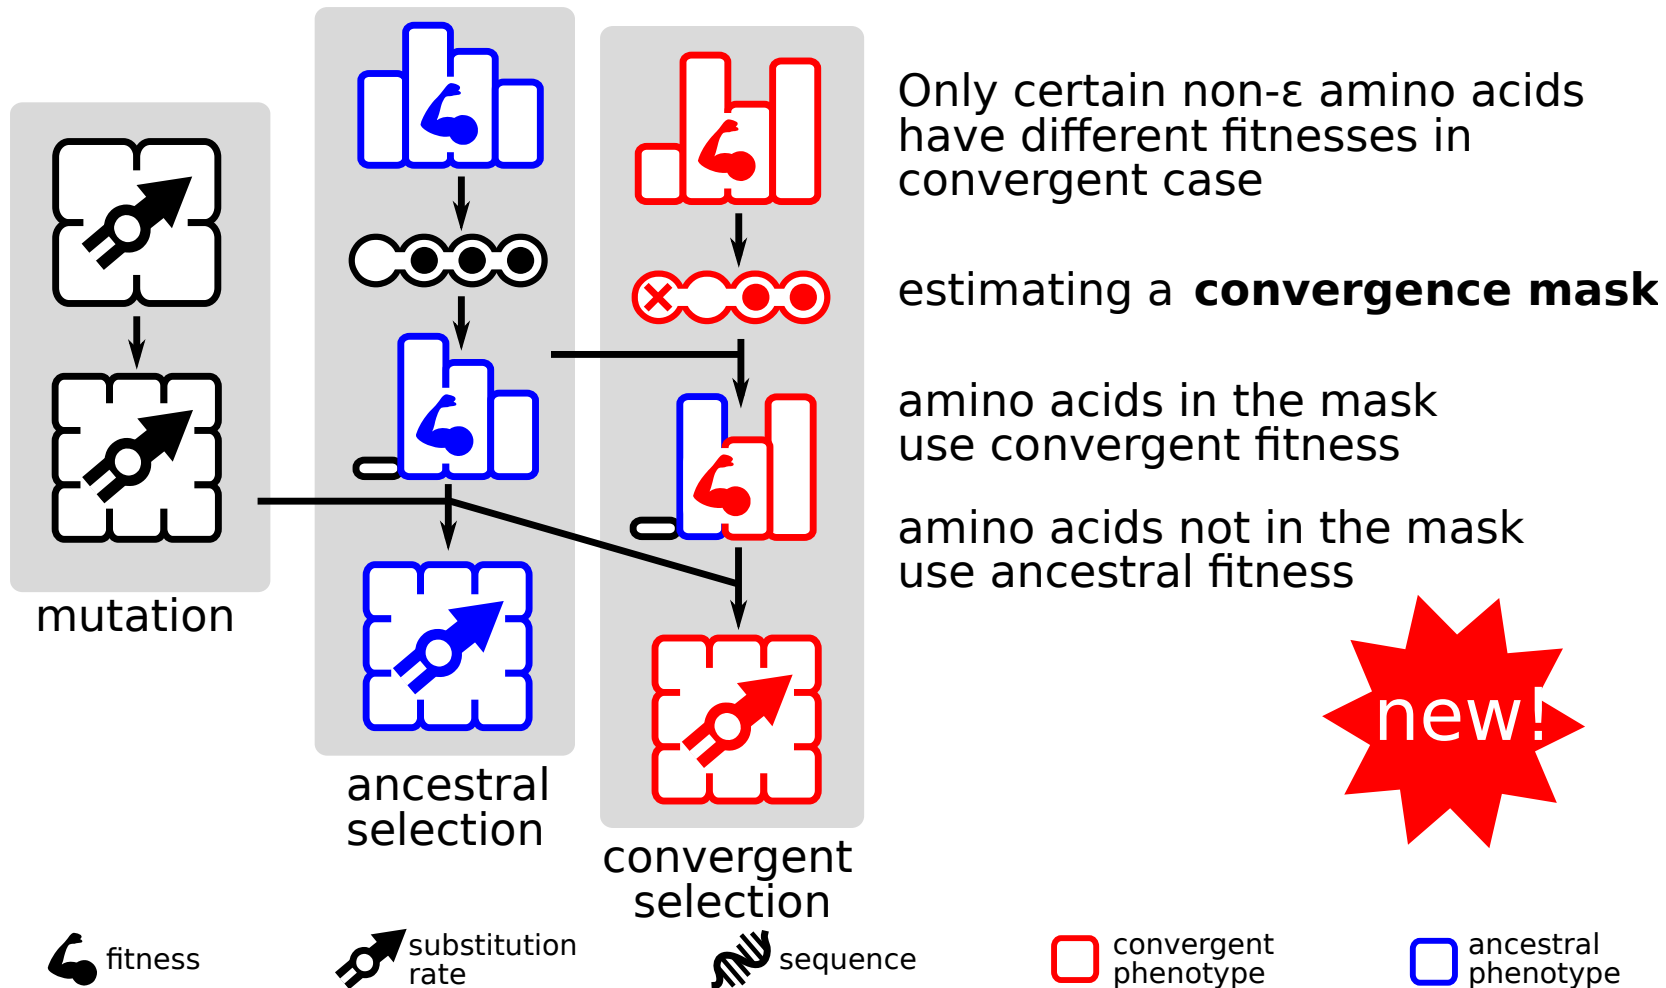 Only certain non-ε amino acids
have different fitnesses in
convergent case
estimating a convergence mask
amino acids in the mask
use convergent fitness
amino acids not in the mask
use ancestral fitness
mutation
new!
ancestral
selection
convergent
selection
fitness
substitution
rate
sequence
convergent
phenotype
ancestral
phenotype